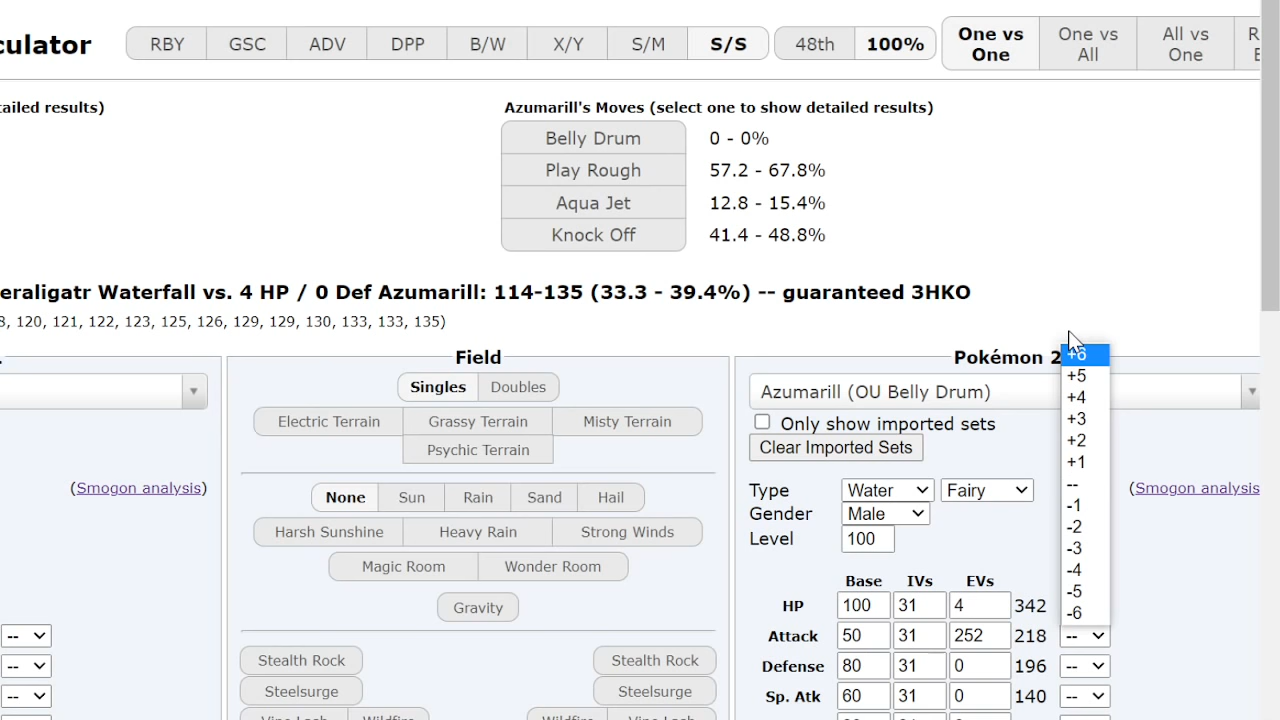 culator RBY GSC ADV DPP B/W X/Y S/M S/S 48th 100% One vs One One vs All All vs One
ailed results) Azumarill's Moves (select one to show detailed results)
Belly Drum 0 - 0%
Play Rough 57.2 - 67.8%
Aqua Jet 12.8 - 15.4%
Knock Off 41.4 - 48.8%
eraligatr Waterfall vs. 4 HP / 0 Def Azumarill: 114-135 (33.3 - 39.4%) -- guaranteed 3HKO
8, 120, 121, 122, 123, 125, 126, 129, 129, 130, 133, 133, 135)
Field
Singles Doubles
Electric Terrain Grassy Terrain Misty Terrain
Psychic Terrain
None Sun Rain Sand Hail
Harsh Sunshine Heavy Rain Strong Winds
Magic Room Wonder Room
Gravity
Stealth Rock Stealth Rock
Steelsurge Steelsurge
Vine Lash Wildfire Wildfire Vine Lash
(Smogon analysis)
--
--
--
Pokémon 2
Azumarill (OU Belly Drum)
Only show imported sets
Clear Imported Sets
Type Water Fairy (Smogon analysis
Gender Male
Level 100
Base IVs EVs
HP 100 31 4 342
Attack 50 31 252 218 --
Defense 80 31 0 196 --
Sp. Atk 60 31 0 140 --
+6
+5
+4
+3
+2
+1
--
-1
-2
-3
-4
-5
-6